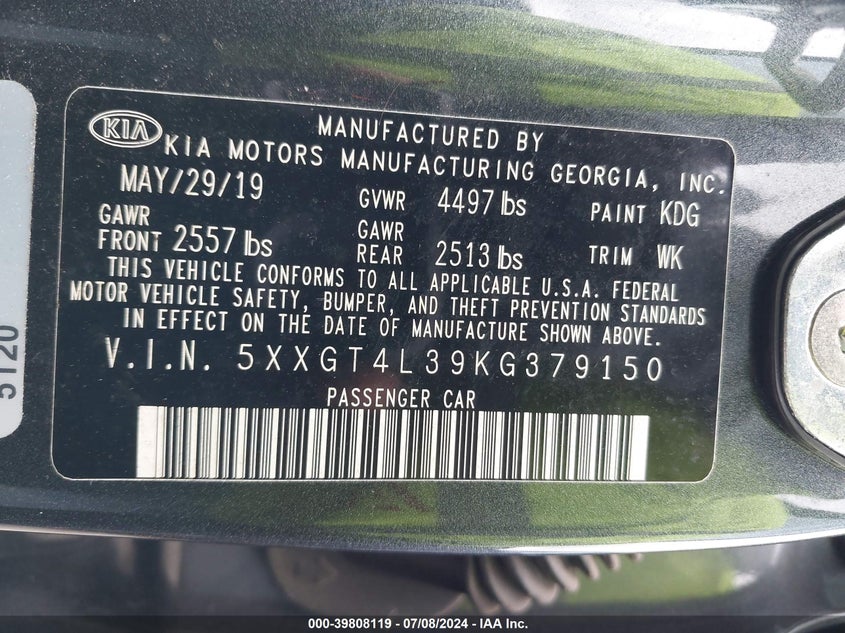 KIA
MANUFACTURED BY
KIA MOTORS MANUFACTURING GEORGIA, INC.
MAY/29/19 GVWR 4497 lbs PAINT KDG
GAWR FRONT 2557 lbs GAWR REAR 2513 lbs TRIM WK
THIS VEHICLE CONFORMS TO ALL APPLICABLE U.S.A. FEDERAL
MOTOR VEHICLE SAFETY, BUMPER, AND THEFT PREVENTION STANDARDS
IN EFFECT ON THE DATE OF MANUFACTURE SHOWN ABOVE.
V.I.N. 5XXGT4L39KG379150
PASSENGER CAR
5120
000-39808119 - 07/08/2024 - IAA Inc.